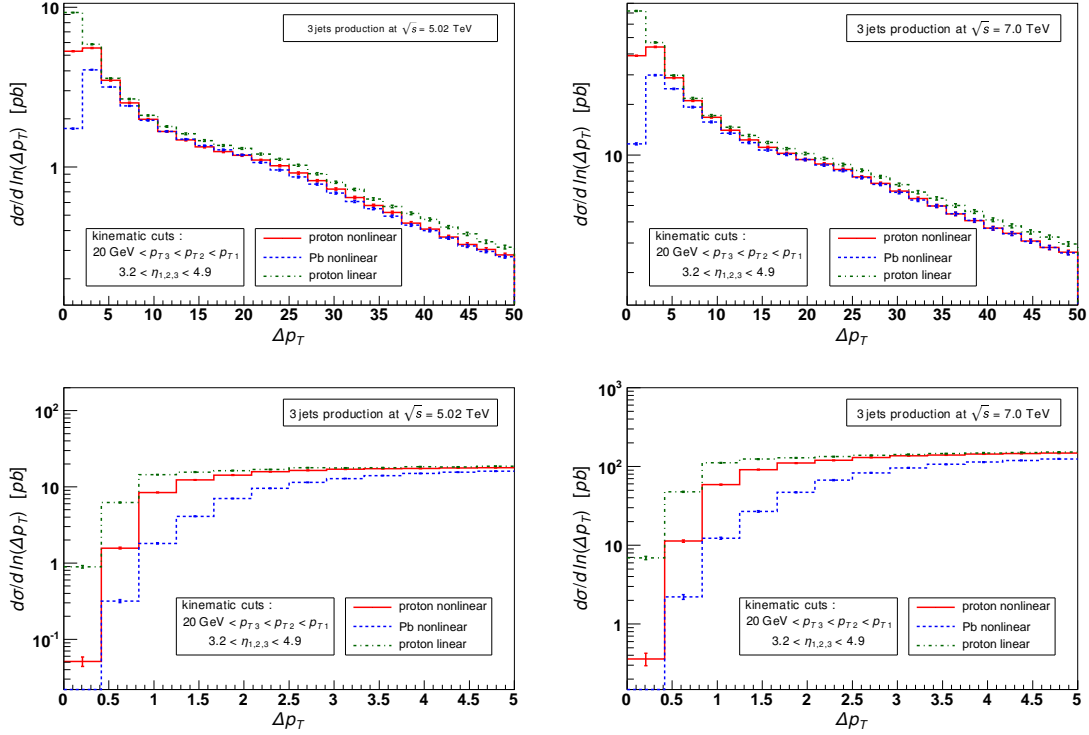 3 jets production at √s = 5.02 TeV
dσ/d ln(Δp_T) [pb]
10
1
kinematic cuts :
20 GeV < p_T3 < p_T2 < p_T1
3.2 < η_1,2,3 < 4.9
proton nonlinear
Pb nonlinear
proton linear
0 5 10 15 20 25 30 35 40 45 50
Δp_T
3 jets production at √s = 7.0 TeV
dσ/d ln(Δp_T) [pb]
10
kinematic cuts :
20 GeV < p_T3 < p_T2 < p_T1
3.2 < η_1,2,3 < 4.9
proton nonlinear
Pb nonlinear
proton linear
0 5 10 15 20 25 30 35 40 45 50
Δp_T
3 jets production at √s = 5.02 TeV
dσ/d ln(Δp_T) [pb]
10²
10
1
10⁻¹
kinematic cuts :
20 GeV < p_T3 < p_T2 < p_T1
3.2 < η_1,2,3 < 4.9
proton nonlinear
Pb nonlinear
proton linear
0 0.5 1 1.5 2 2.5 3 3.5 4 4.5 5
Δp_T
3 jets production at √s = 7.0 TeV
dσ/d ln(Δp_T) [pb]
10³
10²
10
1
kinematic cuts :
20 GeV < p_T3 < p_T2 < p_T1
3.2 < η_1,2,3 < 4.9
proton nonlinear
Pb nonlinear
proton linear
0 0.5 1 1.5 2 2.5 3 3.5 4 4.5 5
Δp_T